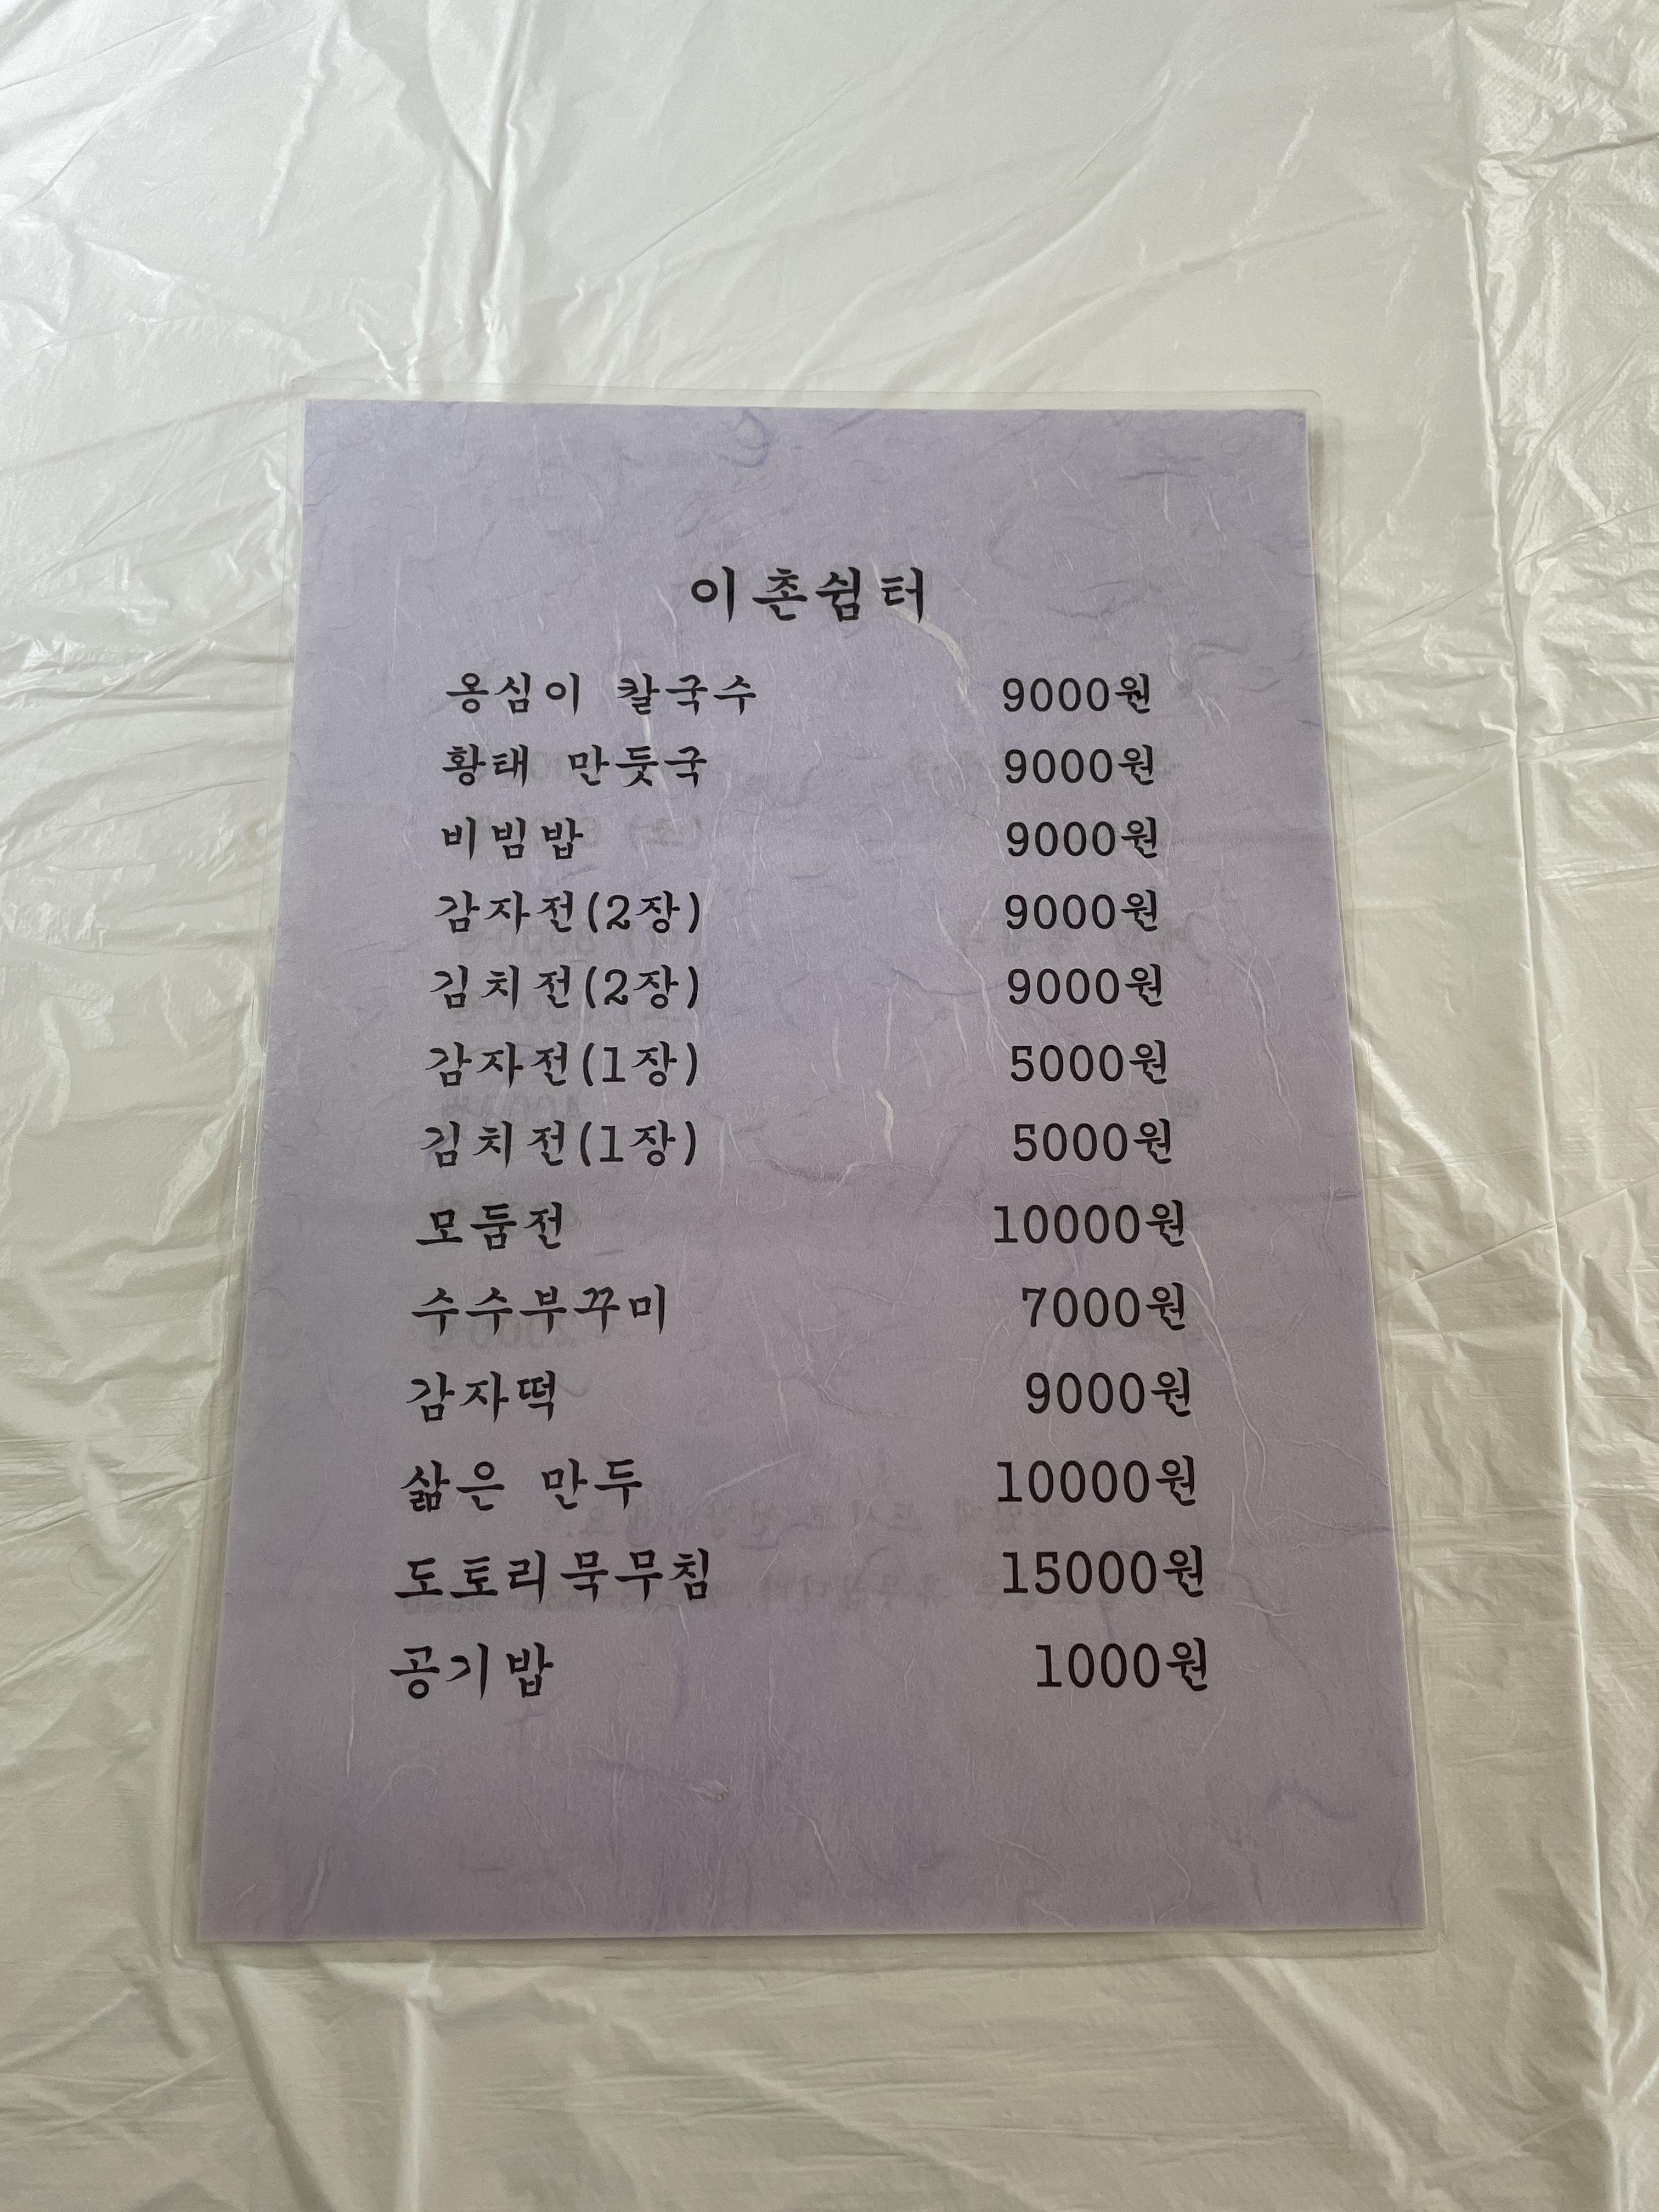 이촌쉼터
옹심이 칼국수 9000원
황태 만둣국 9000원
비빔밥 9000원
감자전(2장) 9000원
김치전(2장) 9000원
감자전(1장) 5000원
김치전(1장) 5000원
모둠전 10000원
수수부꾸미 7000원
감자떡 9000원
삶은 만두 10000원
도토리묵무침 15000원
공기밥 1000원